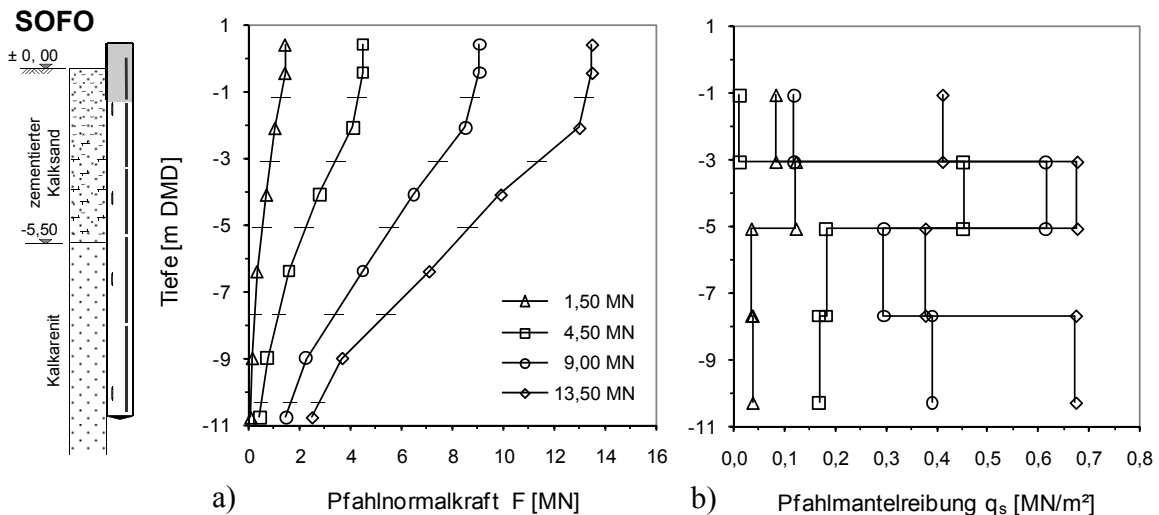 SOFO
± 0, 00
zementierter
Kalksand
-5,50
Kalkarenit
Tiefe [m DMD]
1
-1
-3
-5
-7
-9
-11
0 2 4 6 8 10 12 14 16
1,50 MN
4,50 MN
9,00 MN
13,50 MN
a) Pfahlnormalkraft F [MN]
1
-1
-3
-5
-7
-9
-11
0,0 0,1 0,2 0,3 0,4 0,5 0,6 0,7 0,8
b) Pfahlmantelreibung qs [MN/m²]